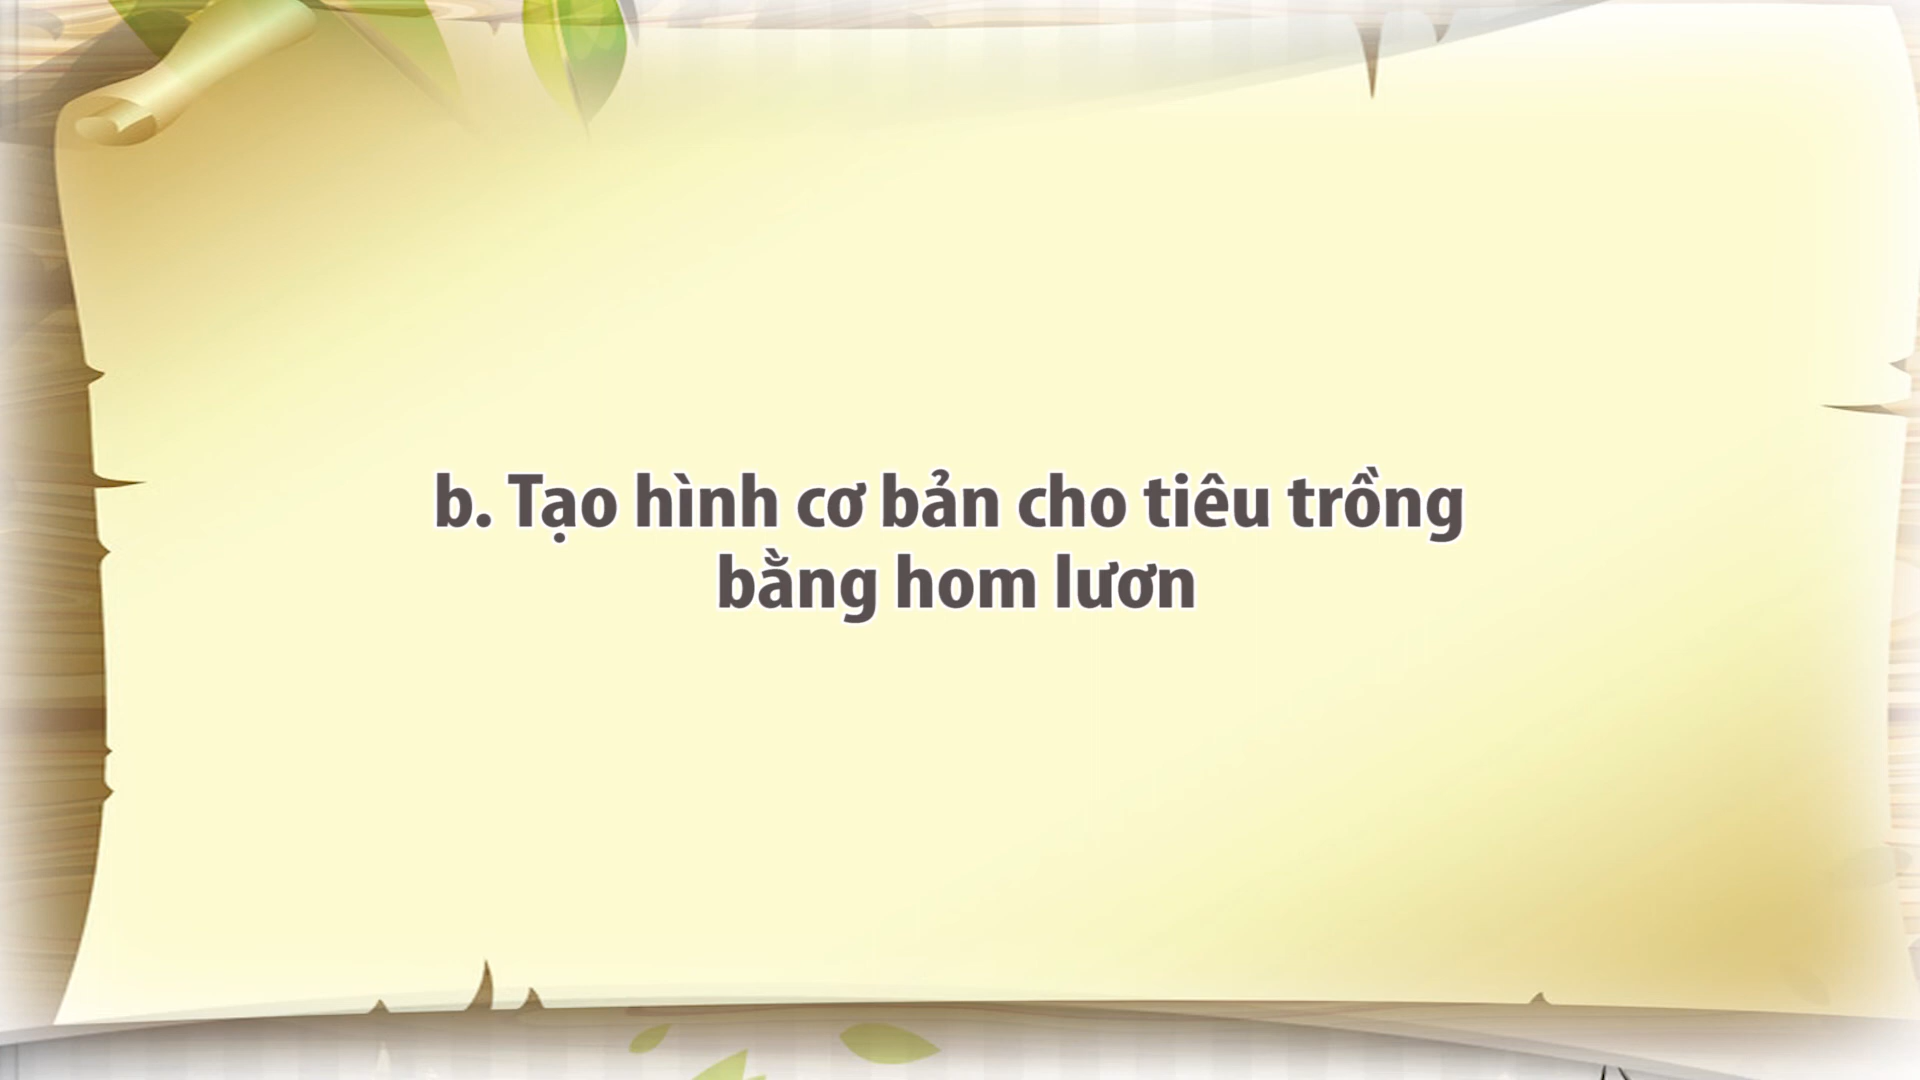 b. Tạo hình cơ bản cho tiêu trồng
bằng hom lươn